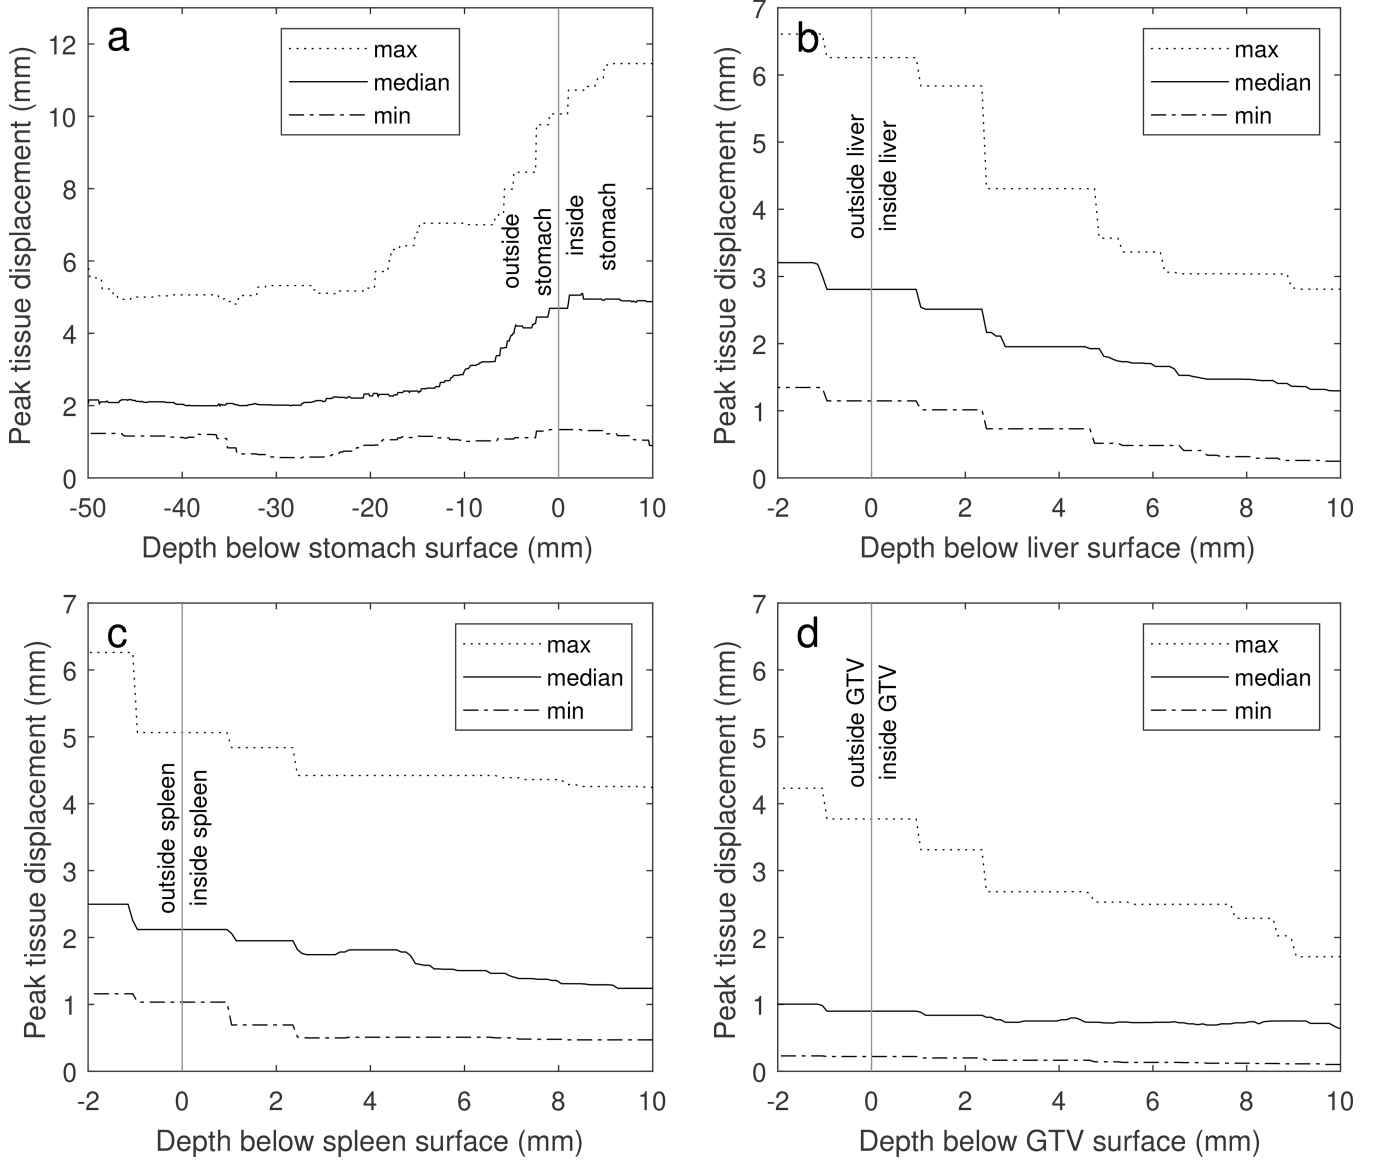 a
max
median
min
outside
stomach
inside
stomach
Peak tissue displacement (mm)
0
2
4
6
8
10
12
-50
-40
-30
-20
-10
0
10
Depth below stomach surface (mm)
b
max
median
min
outside liver
inside liver
Peak tissue displacement (mm)
0
1
2
3
4
5
6
7
-2
0
2
4
6
8
10
Depth below liver surface (mm)
c
max
median
min
outside spleen
inside spleen
Peak tissue displacement (mm)
0
1
2
3
4
5
6
7
-2
0
2
4
6
8
10
Depth below spleen surface (mm)
d
max
median
min
outside GTV
inside GTV
Peak tissue displacement (mm)
0
1
2
3
4
5
6
7
-2
0
2
4
6
8
10
Depth below GTV surface (mm)